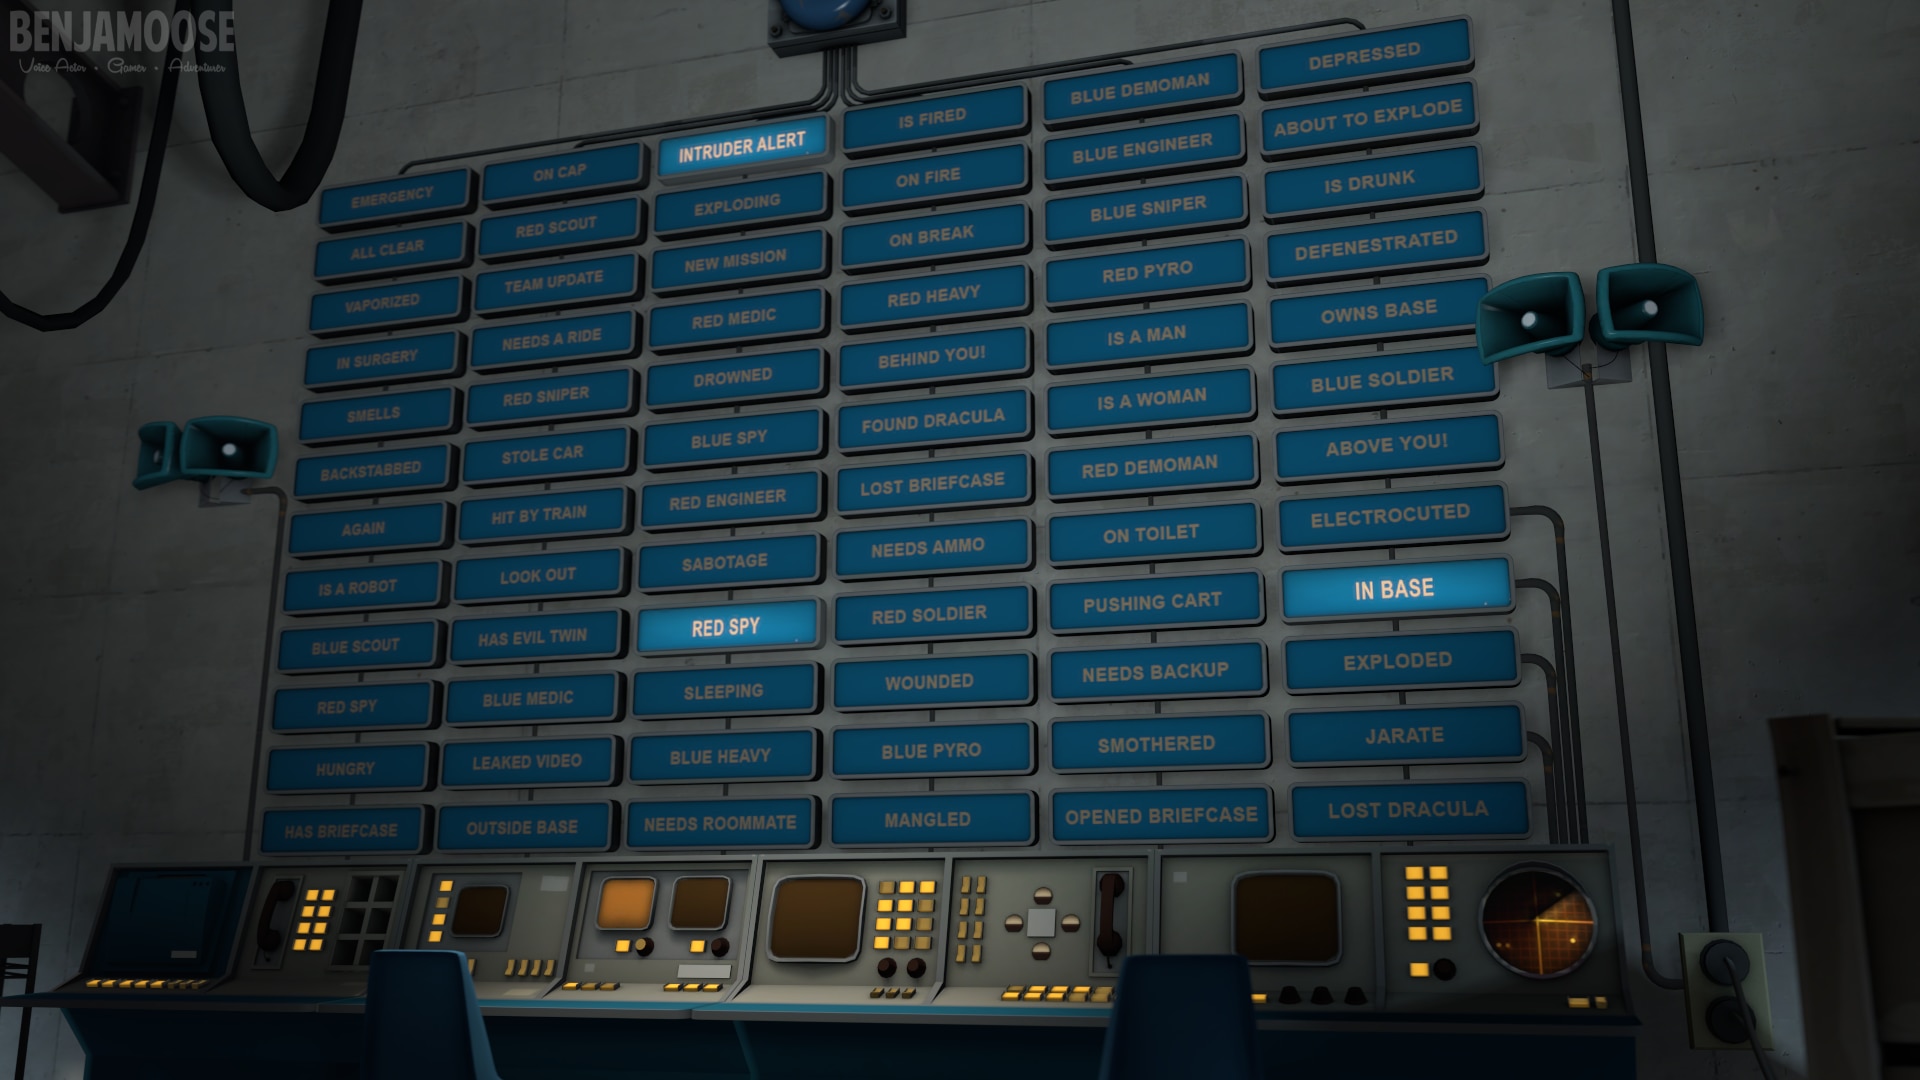 BENJAMOOSE
Voice Actor • Gamer • Adventurer
EMERGENCY
ALL CLEAR
VAPORIZED
IN SURGERY
SMELLS
BACKSTABBED
AGAIN
IS A ROBOT
BLUE SCOUT
RED SPY
HUNGRY
HAS BRIEFCASE
ON CAP
RED SCOUT
TEAM UPDATE
NEEDS A RIDE
RED SNIPER
STOLE CAR
HIT BY TRAIN
LOOK OUT
HAS EVIL TWIN
BLUE MEDIC
LEAKED VIDEO
OUTSIDE BASE
INTRUDER ALERT
EXPLODING
NEW MISSION
RED MEDIC
DROWNED
BLUE SPY
RED ENGINEER
SABOTAGE
RED SPY
SLEEPING
BLUE HEAVY
NEEDS ROOMMATE
IS FIRED
ON FIRE
ON BREAK
RED HEAVY
BEHIND YOU!
FOUND DRACULA
LOST BRIEFCASE
NEEDS AMMO
RED SOLDIER
WOUNDED
BLUE PYRO
MANGLED
BLUE DEMOMAN
BLUE ENGINEER
BLUE SNIPER
RED PYRO
IS A MAN
IS A WOMAN
RED DEMOMAN
ON TOILET
PUSHING CART
NEEDS BACKUP
SMOTHERED
OPENED BRIEFCASE
DEPRESSED
ABOUT TO EXPLODE
IS DRUNK
DEFENESTRATED
OWNS BASE
BLUE SOLDIER
ABOVE YOU!
ELECTROCUTED
IN BASE
EXPLODED
JARATE
LOST DRACULA